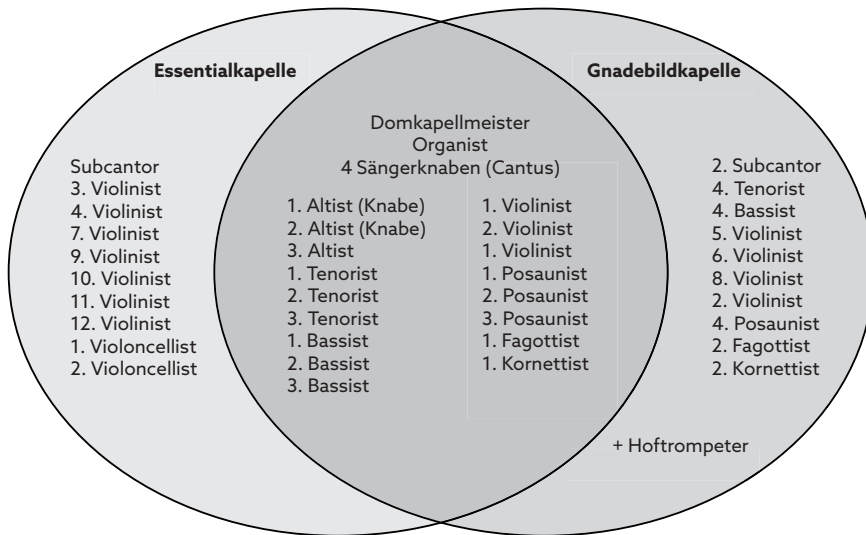 Essentialkapelle
Gnadebildkapelle
Domkapellmeister
Organist
4 Sängerknaben (Cantus)
Subcantor
3. Violinist
4. Violinist
7. Violinist
9. Violinist
10. Violinist
11. Violinist
12. Violinist
1. Violoncellist
2. Violoncellist
1. Altist (Knabe)
2. Altist (Knabe)
3. Altist
1. Tenorist
2. Tenorist
3. Tenorist
1. Bassist
2. Bassist
3. Bassist
1. Violinist
2. Violinist
1. Violinist
1. Posaunist
2. Posaunist
3. Posaunist
1. Fagottist
1. Kornettist
2. Subcantor
4. Tenorist
4. Bassist
5. Violinist
6. Violinist
8. Violinist
2. Violinist
4. Posaunist
2. Fagottist
2. Kornettist
+ Hoftrompeter